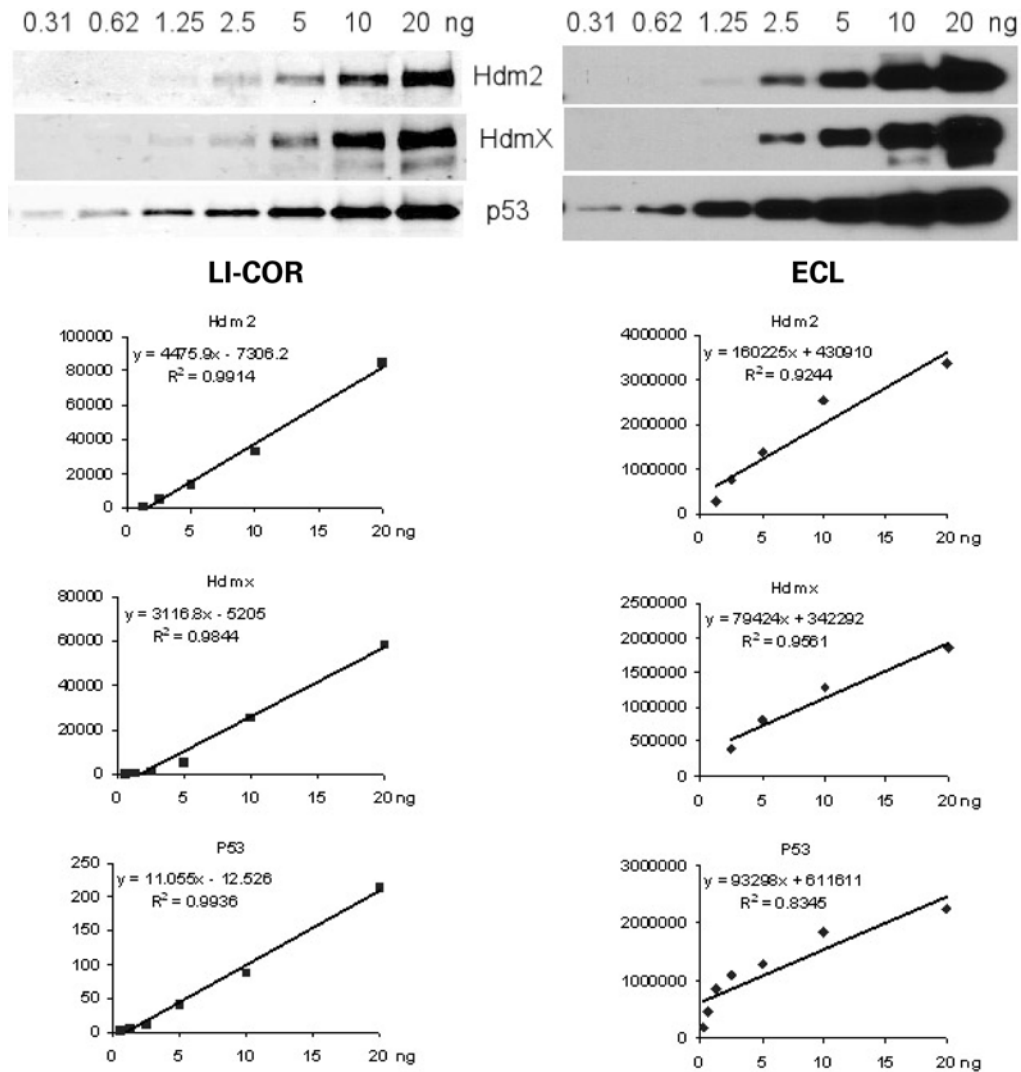 0.31 0.62 1.25 2.5 5 10 20 ng
0.31 0.62 1.25 2.5 5 10 20 ng
Hdm2
HdmX
p53
LI-COR
ECL
Hdm2
100000
80000
60000
40000
20000
0
y = 4475.9x - 7306.2
R² = 0.9914
0 5 10 15 20 ng
Hdm2
4000000
3000000
2000000
1000000
0
y = 160225x + 430910
R² = 0.9244
0 5 10 15 20 ng
Hdmx
80000
60000
40000
20000
0
y = 3116.8x - 5205
R² = 0.9844
0 5 10 15 20 ng
Hdmx
2500000
2000000
1500000
1000000
500000
0
y = 79424x + 342292
R² = 0.9561
0 5 10 15 20 ng
P53
250
200
150
100
50
0
y = 11.055x - 12.526
R² = 0.9936
0 5 10 15 20 ng
P53
3000000
2000000
1000000
0
y = 93298x + 611611
R² = 0.8345
0 5 10 15 20 ng